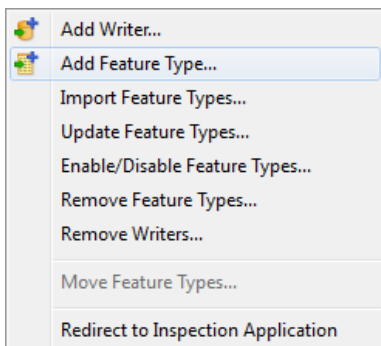 Add Writer...
Add Feature Type...
Import Feature Types...
Update Feature Types...
Enable/Disable Feature Types...
Remove Feature Types...
Remove Writers...
Move Feature Types...
Redirect to Inspection Application